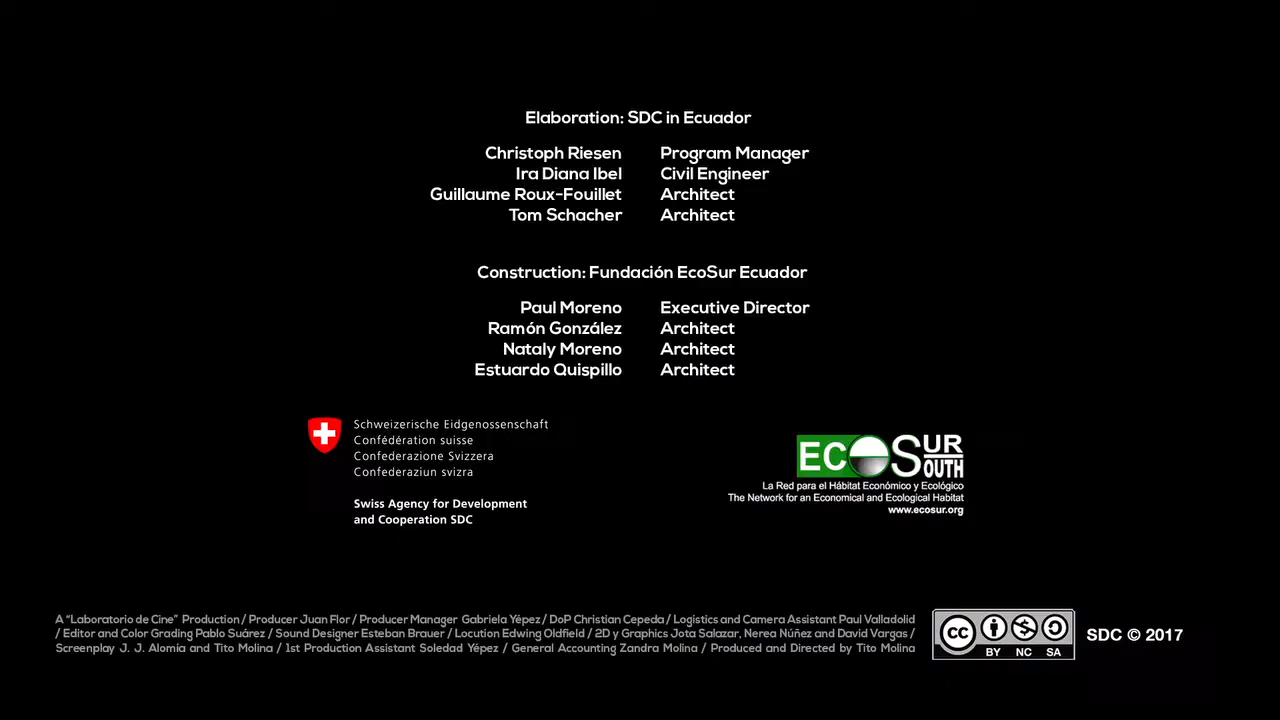 Elaboration: SDC in Ecuador
Christoph Riesen Program Manager
Ira Diana Ibel Civil Engineer
Guillaume Roux-Fouillet Architect
Tom Schacher Architect
Construction: Fundación EcoSur Ecuador
Paul Moreno Executive Director
Ramón González Architect
Nataly Moreno Architect
Estuardo Quispillo Architect
Schweizerische Eidgenossenschaft
Confédération suisse
Confederazione Svizzera
Confederaziun svizra
Swiss Agency for Development
and Cooperation SDC
ECOSUR
SOUTH
La Red para el Hábitat Económico y Ecológico
The Network for an Economical and Ecological Habitat
www.ecosur.org
A “Laboratorio de Cine” Production / Producer Juan Flor / Producer Manager Gabriela Yépez / DoP Christian Cepeda / Logistics and Camera Assistant Paul Valladolid
/ Editor and Color Grading Pablo Suárez / Sound Designer Esteban Brauer / Locution Edwing Oldfield / 2D y Graphics Jota Salazar, Nerea Núñez and David Vargas /
Screenplay J. J. Alomía and Tito Molina / 1st Production Assistant Soledad Yépez / General Accounting Zandra Molina / Produced and Directed by Tito Molina
cc
BY NC SA
SDC © 2017